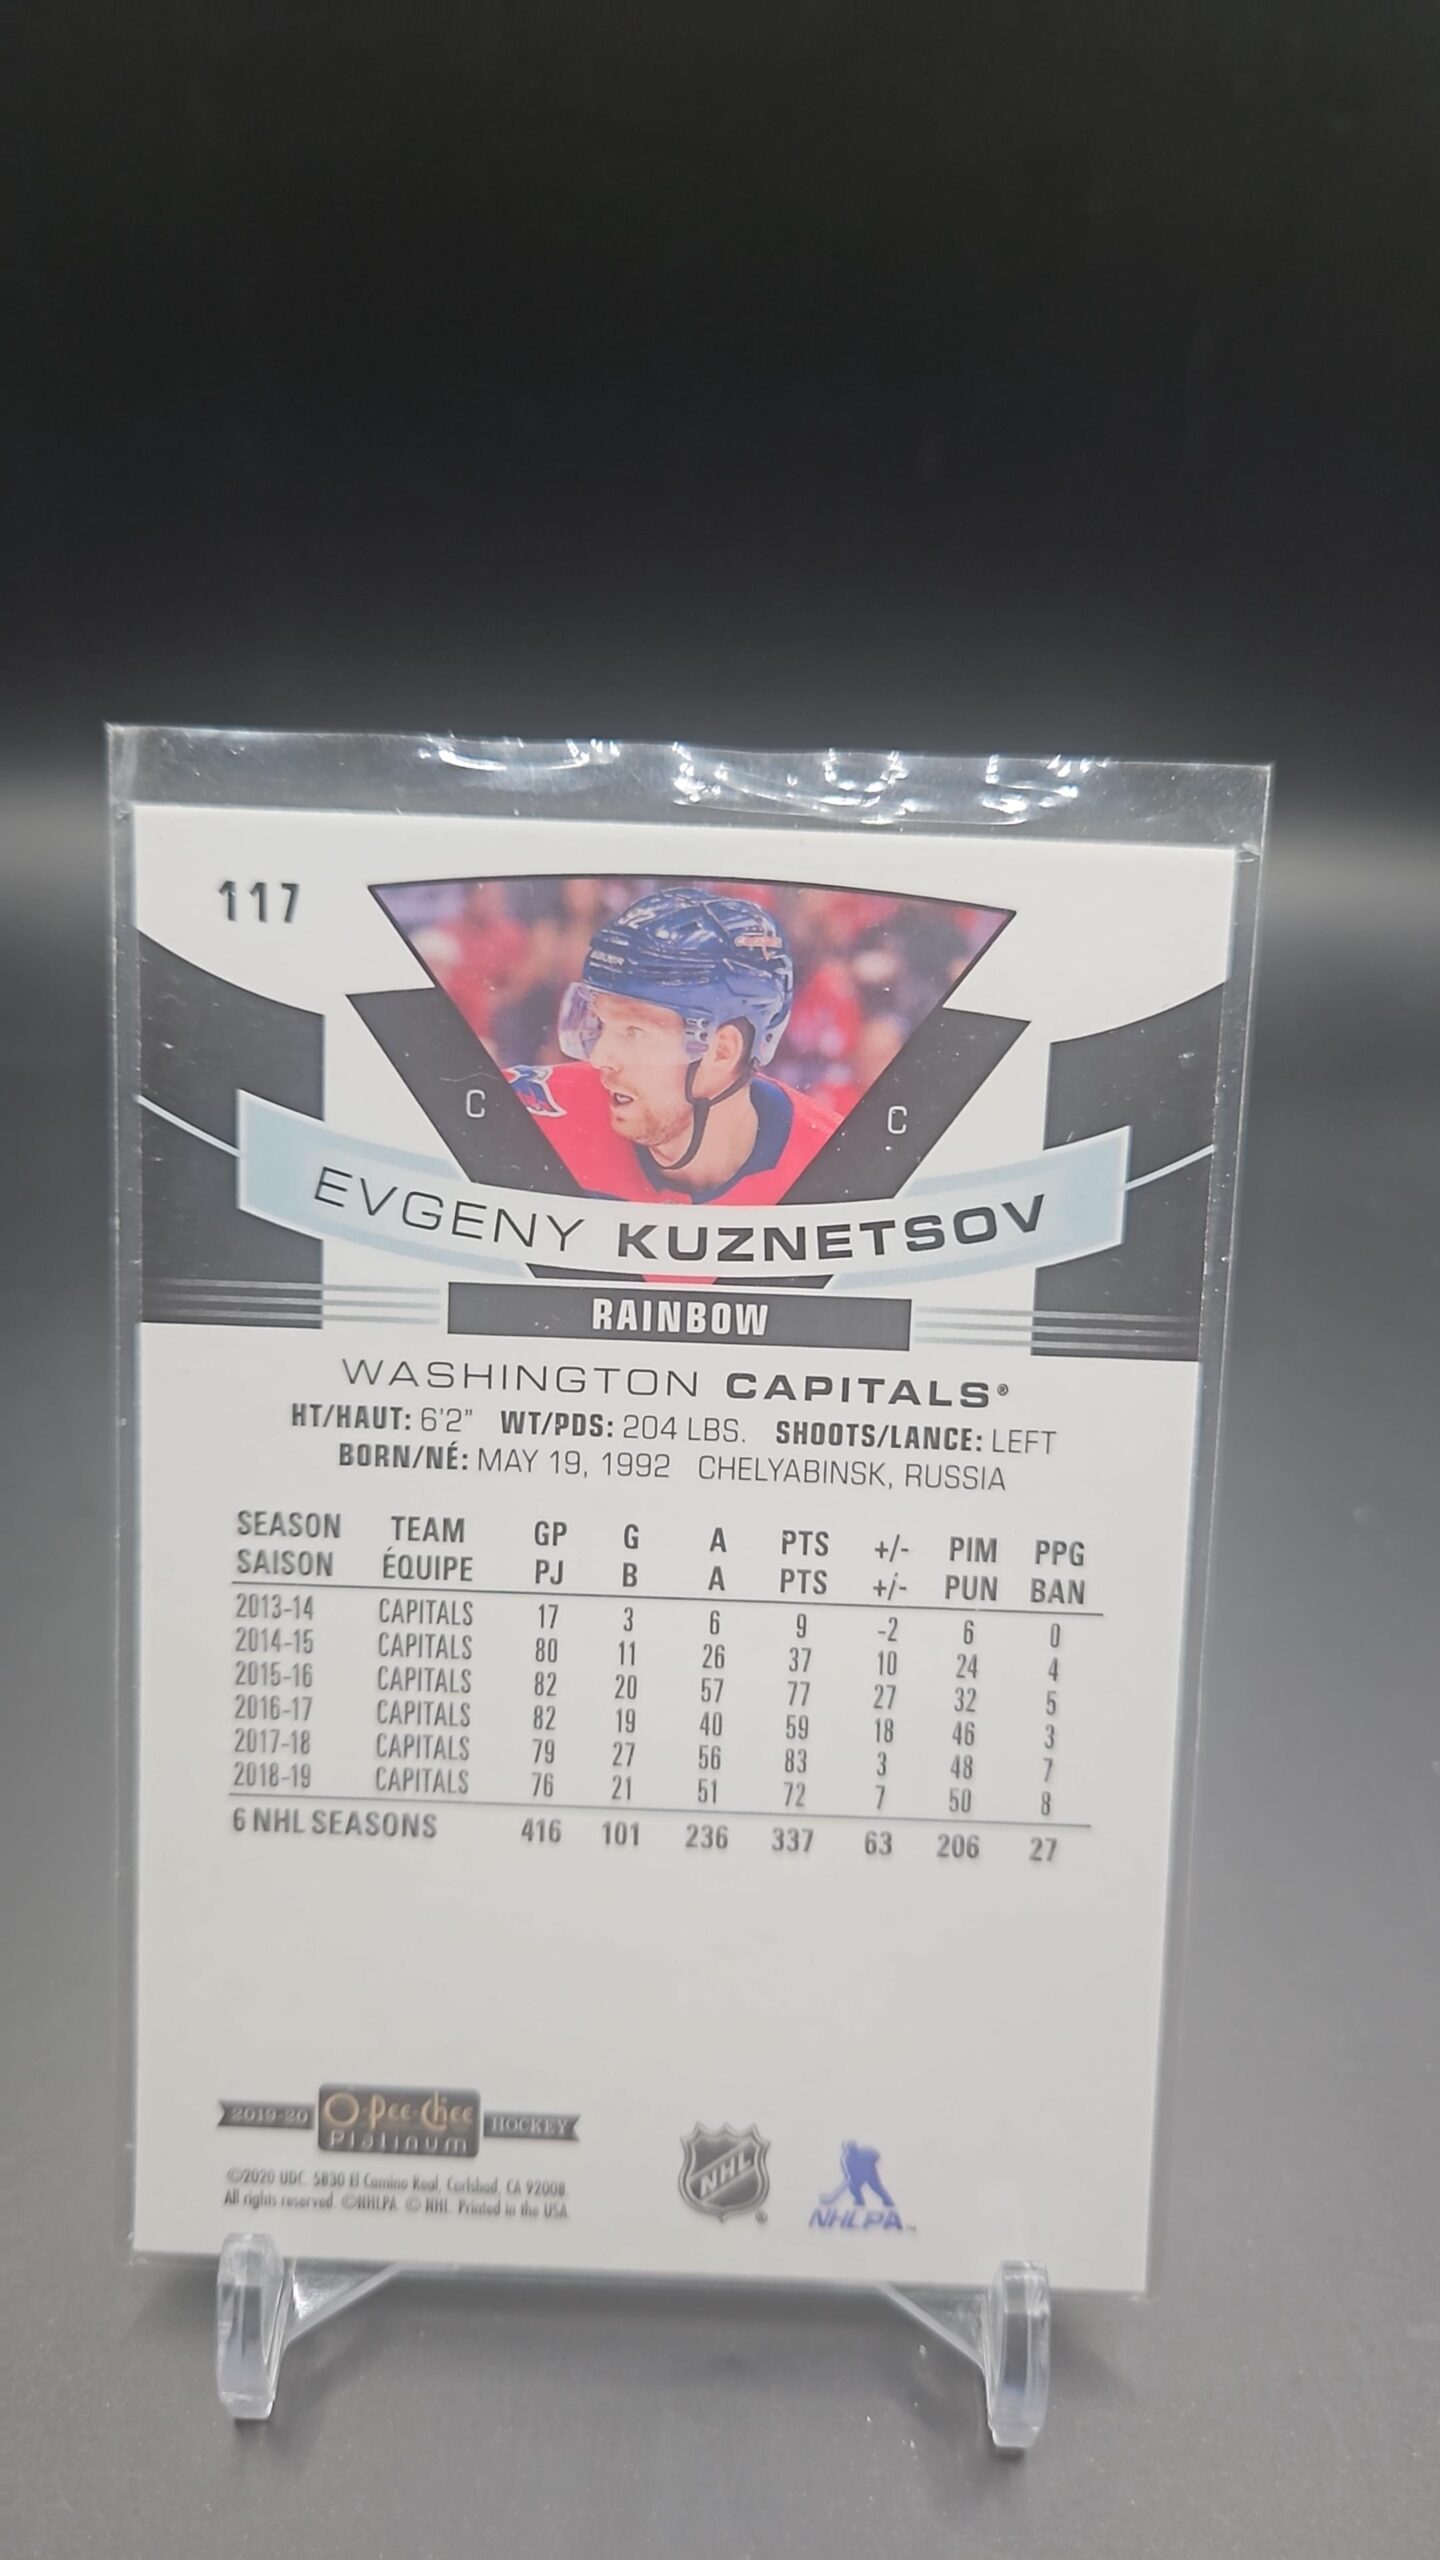 117
C
C
EVGENY KUZNETSOV
RAINBOW
WASHINGTON CAPITALS®
HT/HAUT: 6'2" WT/PDS: 204 LBS. SHOOTS/LANCE: LEFT
BORN/NÉ: MAY 19, 1992 CHELYABINSK, RUSSIA
SEASON TEAM GP G A PTS +/- PIM PPG
SAISON ÉQUIPE PJ B A PTS +/- PUN BAN
2013-14 CAPITALS 17 3 6 9 -2 6 0
2014-15 CAPITALS 80 11 26 37 10 24 4
2015-16 CAPITALS 82 20 57 77 27 32 5
2016-17 CAPITALS 82 19 40 59 18 46 3
2017-18 CAPITALS 79 27 56 83 3 48 7
2018-19 CAPITALS 76 21 51 72 7 50 8
6 NHL SEASONS 416 101 236 337 63 206 27
2019-20 O-Pee-Chee HOCKEY
Platinum
©2020 UDC. 5830 El Camino Real, Carlsbad, CA 92008.
All rights reserved. ©NHLPA. © NHL. Printed in the USA.
NHL ®
NHLPA™